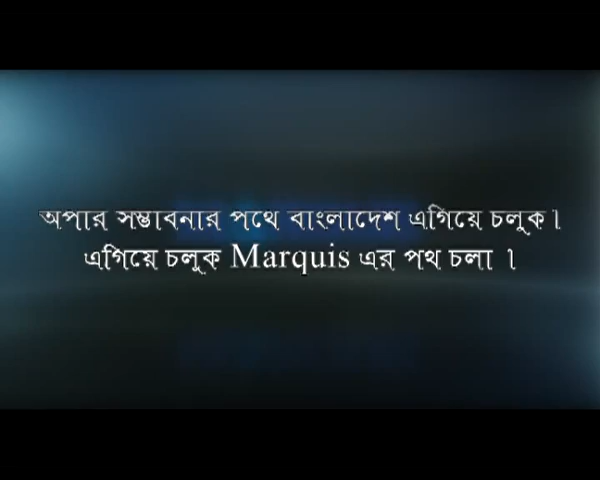 অপার সম্ভাবনার পথে বাংলাদেশ এগিয়ে চলুক।
এগিয়ে চলুক Marquis এর পথ চলা ।